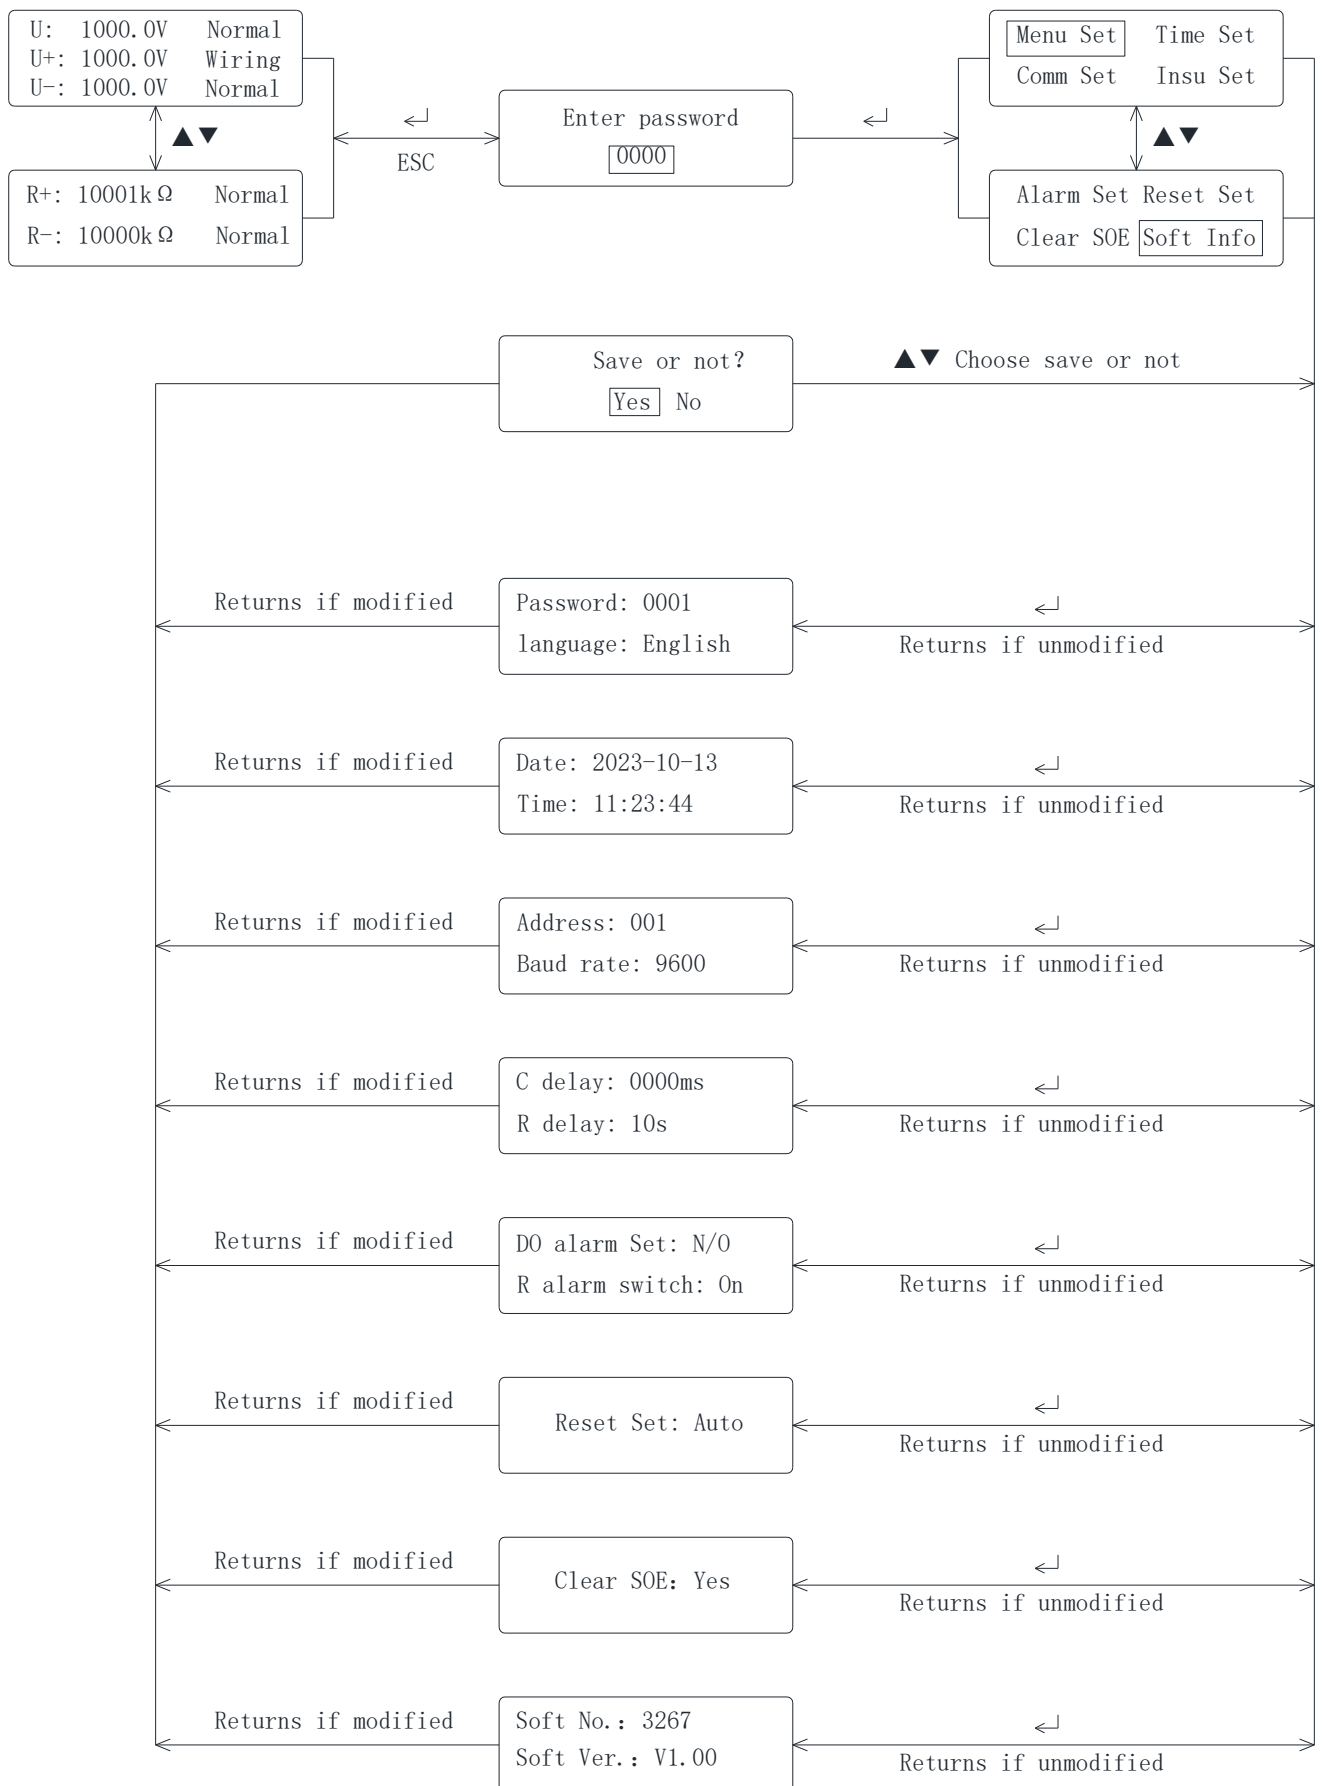 U: 1000.0V Normal
U+: 1000.0V Wiring
U-: 1000.0V Normal
▲▼
R+: 10001kΩ Normal
R-: 10000kΩ Normal
ESC
Enter password
0000
Menu Set Time Set
Comm Set Insu Set
▲▼
Alarm Set Reset Set
Clear SOE Soft Info
Save or not?
Yes No
▲▼ Choose save or not
Returns if modified
Password: 0001
language: English
Returns if unmodified
Returns if modified
Date: 2023-10-13
Time: 11:23:44
Returns if unmodified
Returns if modified
Address: 001
Baud rate: 9600
Returns if unmodified
Returns if modified
C delay: 0000ms
R delay: 10s
Returns if unmodified
Returns if modified
DO alarm Set: N/O
R alarm switch: On
Returns if unmodified
Returns if modified
Reset Set: Auto
Returns if unmodified
Returns if modified
Clear SOE: Yes
Returns if unmodified
Returns if modified
Soft No.: 3267
Soft Ver.: V1.00
Returns if unmodified